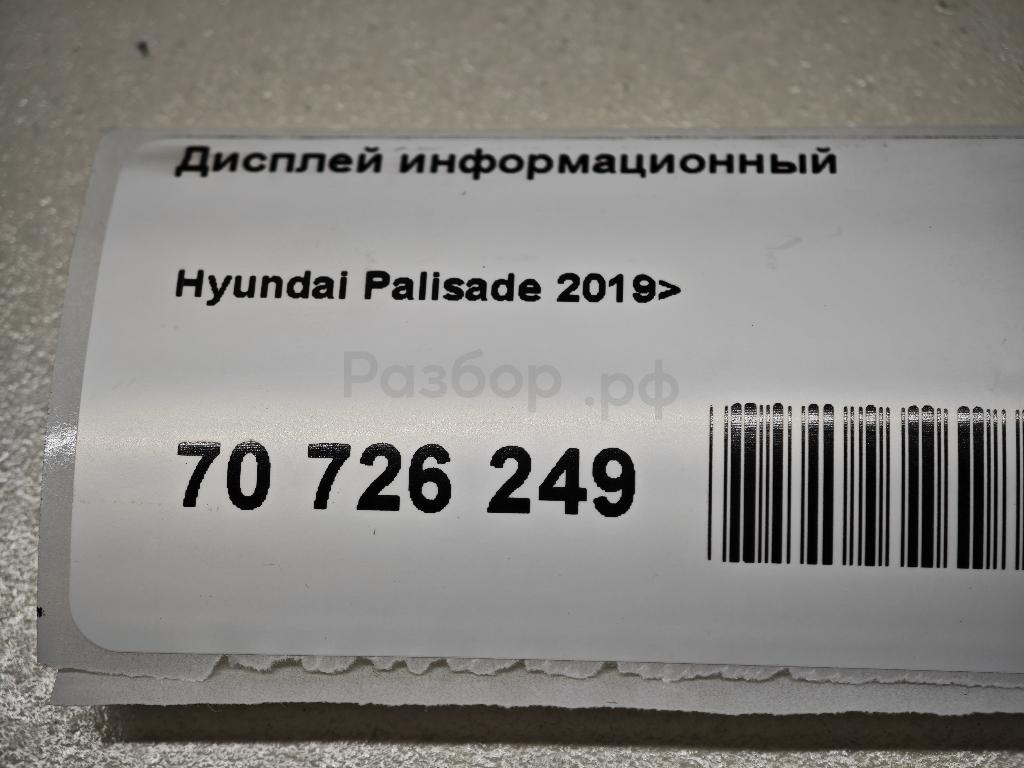 Дисплей информационный
Hyundai Palisade 2019>
Разбор.рф
70 726 249